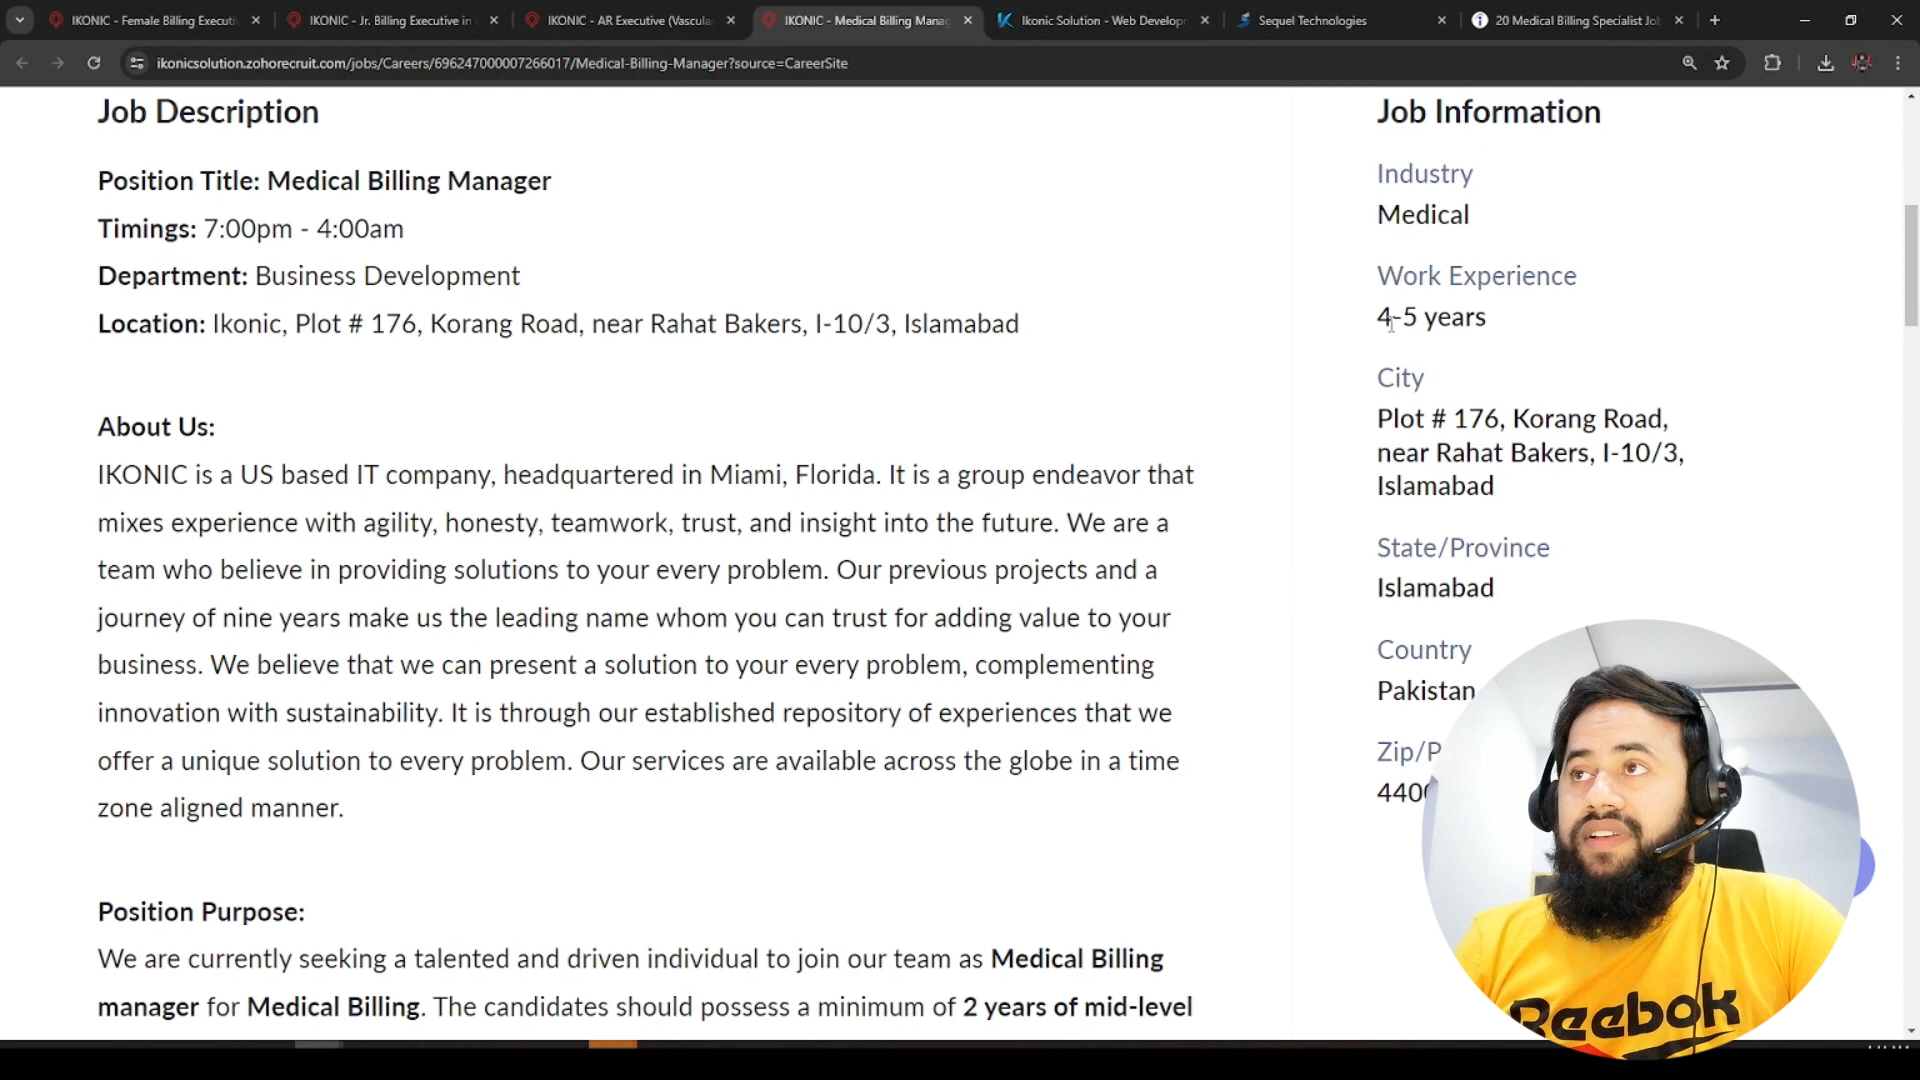 IKONIC - Female Billing Executi
IKONIC - Jr. Billing Executive in
IKONIC - AR Executive (Vascula
IKONIC - Medical Billing Manag
Ikonic Solution - Web Develop
Sequel Technologies
20 Medical Billing Specialist Jo
ikonicsolution.zohorecruit.com/jobs/Careers/696247000007266017/Medical-Billing-Manager?source=CareerSite
Job Description
Position Title: Medical Billing Manager
Timings: 7:00pm - 4:00am
Department: Business Development
Location: Ikonic, Plot # 176, Korang Road, near Rahat Bakers, I-10/3, Islamabad
About Us:
IKONIC is a US based IT company, headquartered in Miami, Florida. It is a group endeavor that
mixes experience with agility, honesty, teamwork, trust, and insight into the future. We are a
team who believe in providing solutions to your every problem. Our previous projects and a
journey of nine years make us the leading name whom you can trust for adding value to your
business. We believe that we can present a solution to your every problem, complementing
innovation with sustainability. It is through our established repository of experiences that we
offer a unique solution to every problem. Our services are available across the globe in a time
zone aligned manner.
Position Purpose:
We are currently seeking a talented and driven individual to join our team as Medical Billing
manager for Medical Billing. The candidates should possess a minimum of 2 years of mid-level
Job Information
Industry
Medical
Work Experience
4-5 years
City
Plot # 176, Korang Road,
near Rahat Bakers, I-10/3,
Islamabad
State/Province
Islamabad
Country
Pakistan
Zip/P
440
Reebok